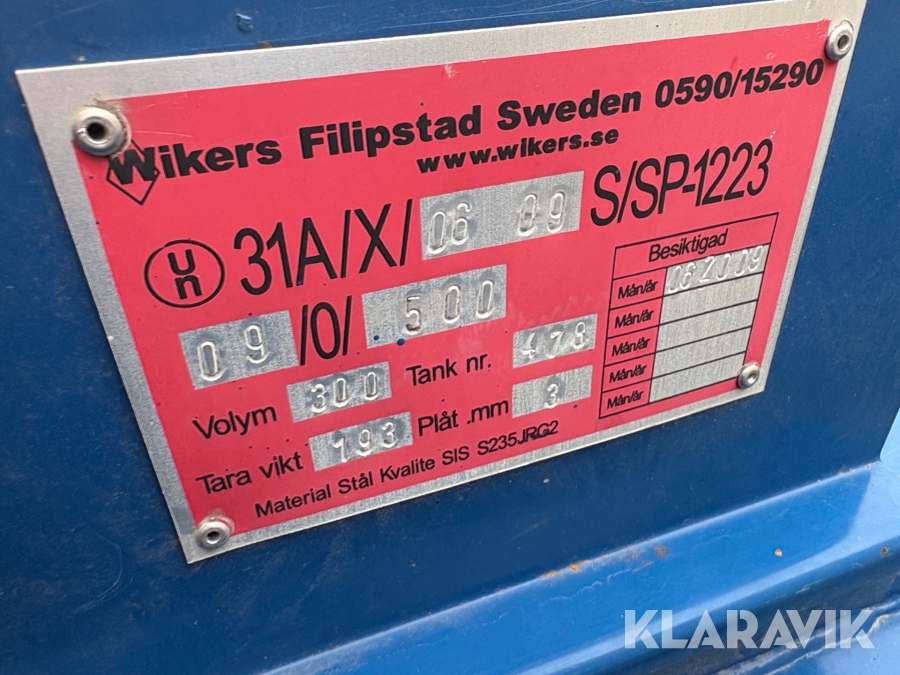 Wikers Filipstad Sweden 0590/15290
www.wikers.se
un 31A/X/ 06 09 S/SP-1223
09 /0/ 500
Volym 300 Tank nr. 478
Tara vikt 193 Plåt .mm 3
Material Stål Kvalite SIS S235JRG2
Besiktigad
Mån/år 062009
Mån/år
Mån/år
Mån/år
Mån/år
KLARAVIK